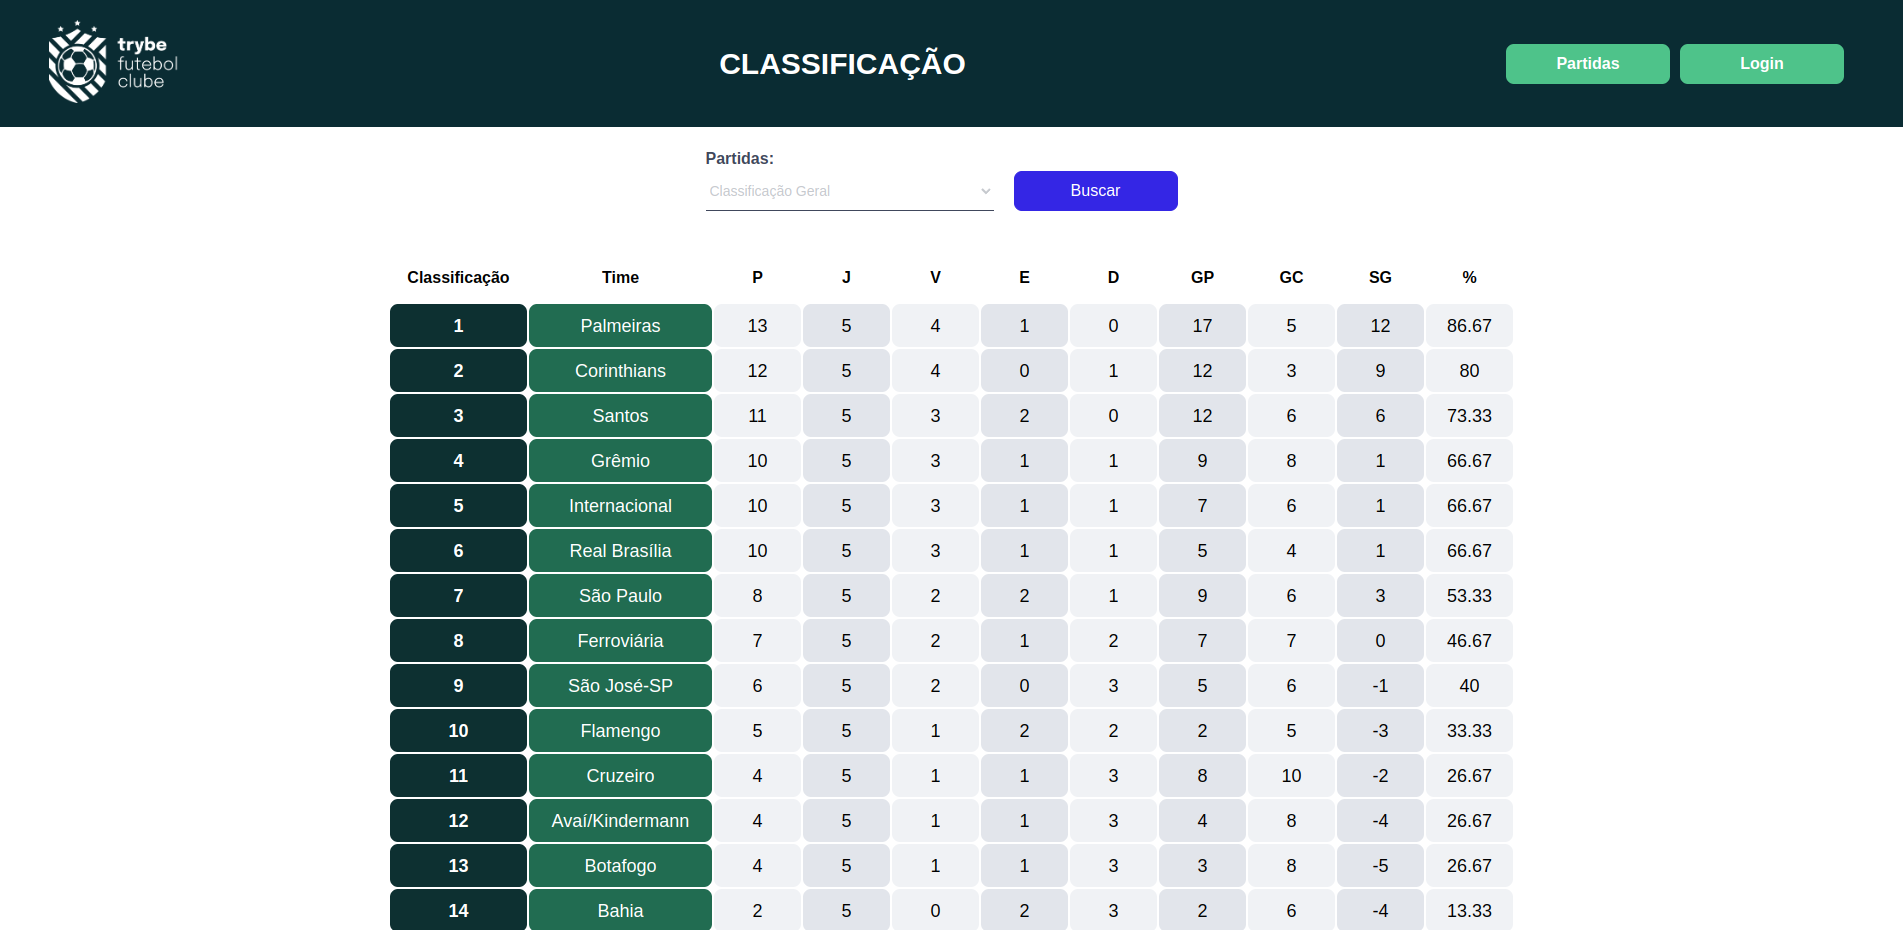 trybe
futebol
clube
CLASSIFICAÇÃO
Partidas
Login
Partidas:
Classificação Geral
Buscar
Classificação Time P J V E D GP GC SG %
1 Palmeiras 13 5 4 1 0 17 5 12 86.67
2 Corinthians 12 5 4 0 1 12 3 9 80
3 Santos 11 5 3 2 0 12 6 6 73.33
4 Grêmio 10 5 3 1 1 9 8 1 66.67
5 Internacional 10 5 3 1 1 7 6 1 66.67
6 Real Brasília 10 5 3 1 1 5 4 1 66.67
7 São Paulo 8 5 2 2 1 9 6 3 53.33
8 Ferroviária 7 5 2 1 2 7 7 0 46.67
9 São José-SP 6 5 2 0 3 5 6 -1 40
10 Flamengo 5 5 1 2 2 2 5 -3 33.33
11 Cruzeiro 4 5 1 1 3 8 10 -2 26.67
12 Avaí/Kindermann 4 5 1 1 3 4 8 -4 26.67
13 Botafogo 4 5 1 1 3 3 8 -5 26.67
14 Bahia 2 5 0 2 3 2 6 -4 13.33